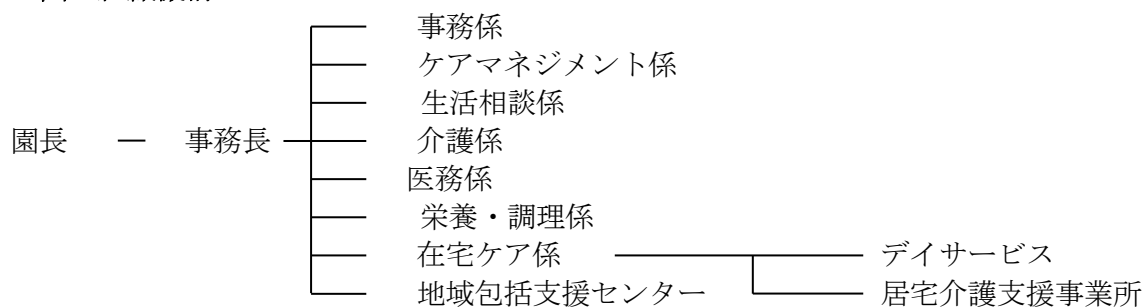 事務係
ケアマネジメント係
生活相談係
園長 ― 事務長 介護係
医務係
栄養・調理係
在宅ケア係 デイサービス
地域包括支援センター 居宅介護支援事業所